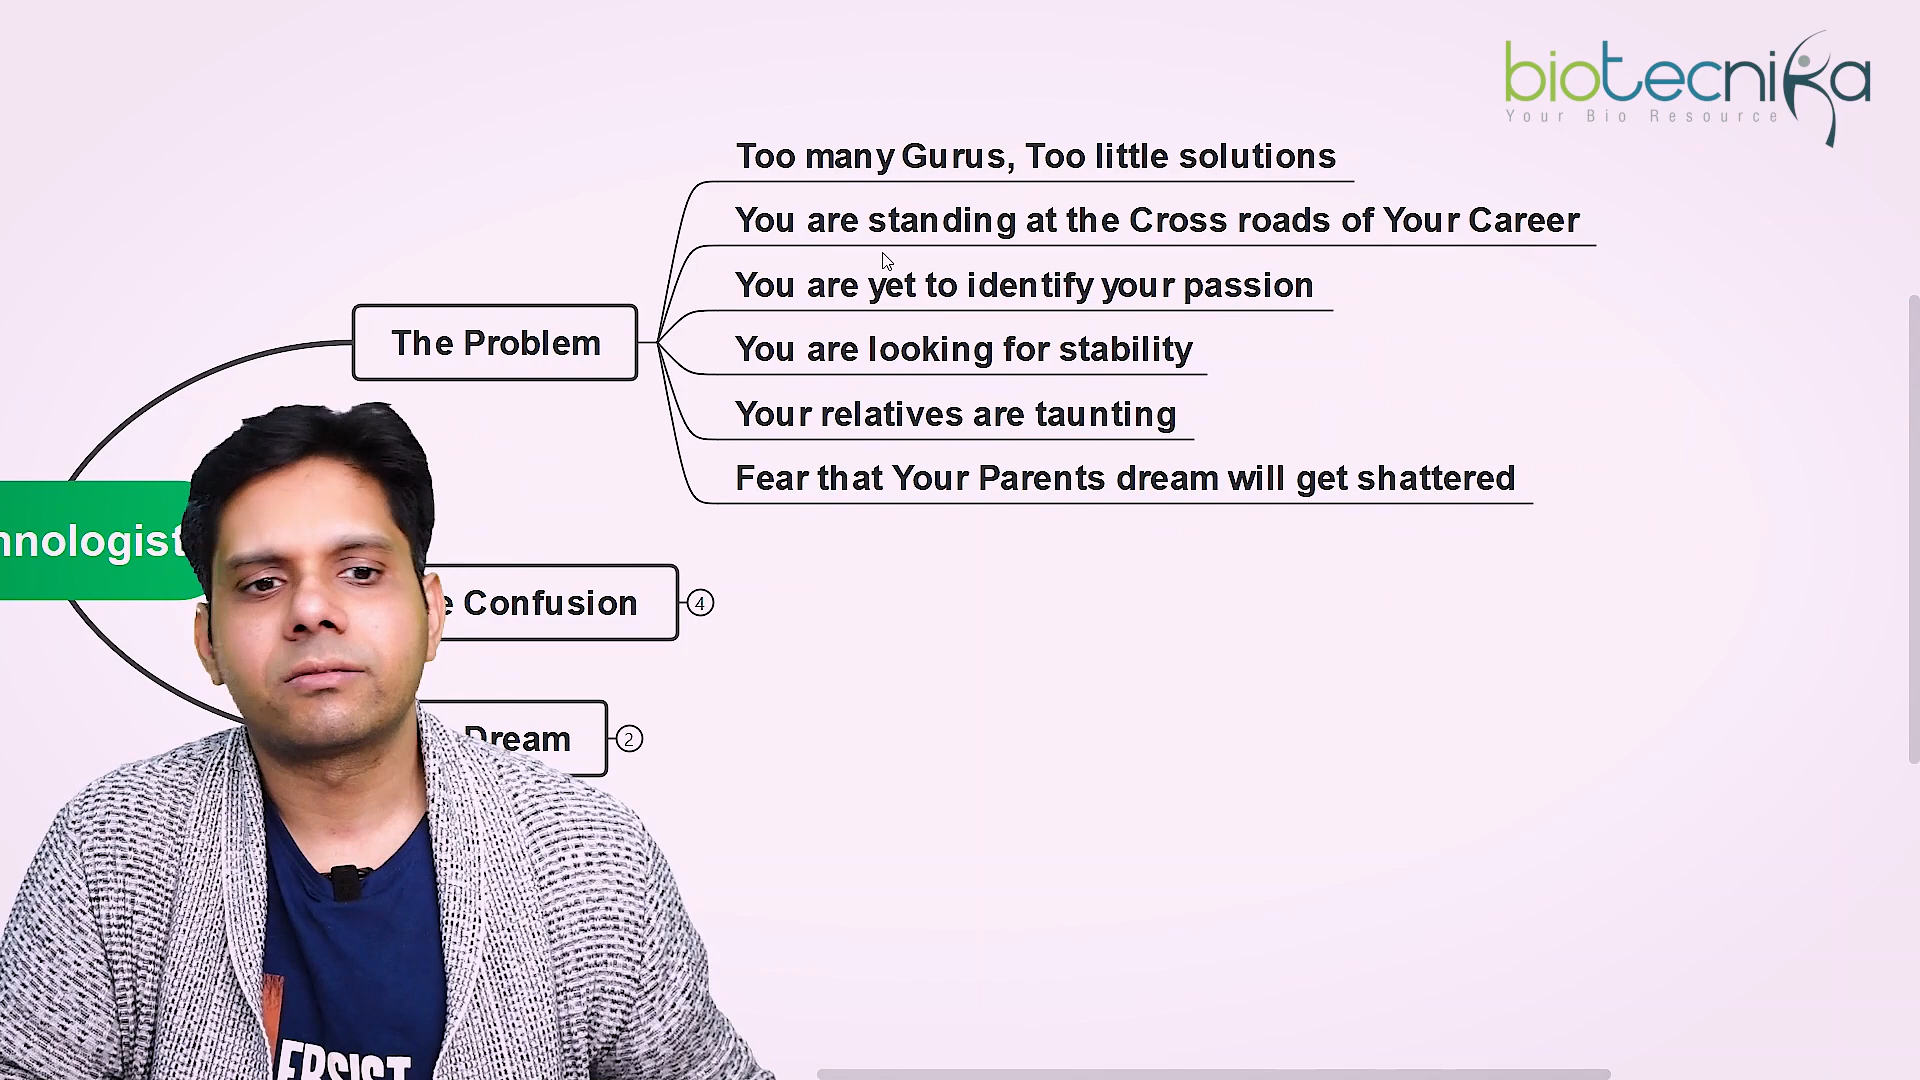 biotecnika
Your Bio Resource
Too many Gurus, Too little solutions
You are standing at the Cross roads of Your Career
You are yet to identify your passion
The Problem
You are looking for stability
Your relatives are taunting
Fear that Your Parents dream will get shattered
hnologist
e Confusion
4
Dream
2
ERSIST